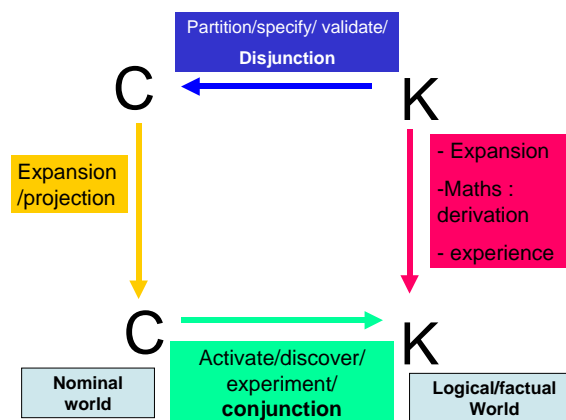 Partition/specify/ validate/
Disjunction
C
K
Expansion
/projection
- Expansion
-Maths :
derivation
- experience
C
K
Activate/discover/
experiment/
conjunction
Nominal
world
Logical/factual
World